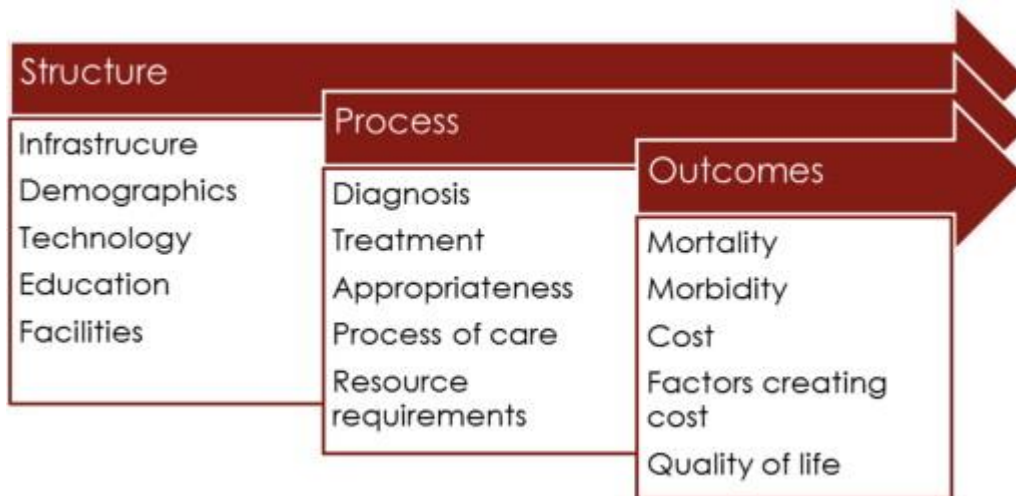 Structure
Infrastrucure
Demographics
Technology
Education
Facilities
Process
Diagnosis
Treatment
Appropriateness
Process of care
Resource
requirements
Outcomes
Mortality
Morbidity
Cost
Factors creating
cost
Quality of life